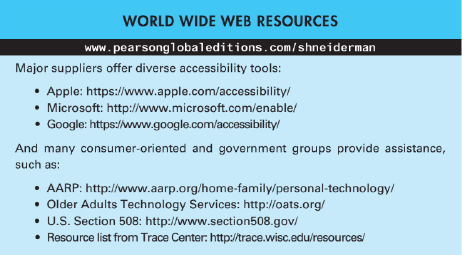 WORLD WIDE WEB RESOURCES
www.pearsonglobaleditions.com/shneiderman
Major suppliers offer diverse accessibility tools:
• Apple: https://www.apple.com/accessibility/
• Microsoft: http://www.microsoft.com/enable/
• Google: https://www.google.com/accessibility/
And many consumer-oriented and government groups provide assistance,
such as:
• AARP: http://www.aarp.org/home-family/personal-technology/
• Older Adults Technology Services: http://oats.org/
• U.S. Section 508: http://www.section508.gov/
• Resource list from Trace Center: http://trace.wisc.edu/resources/